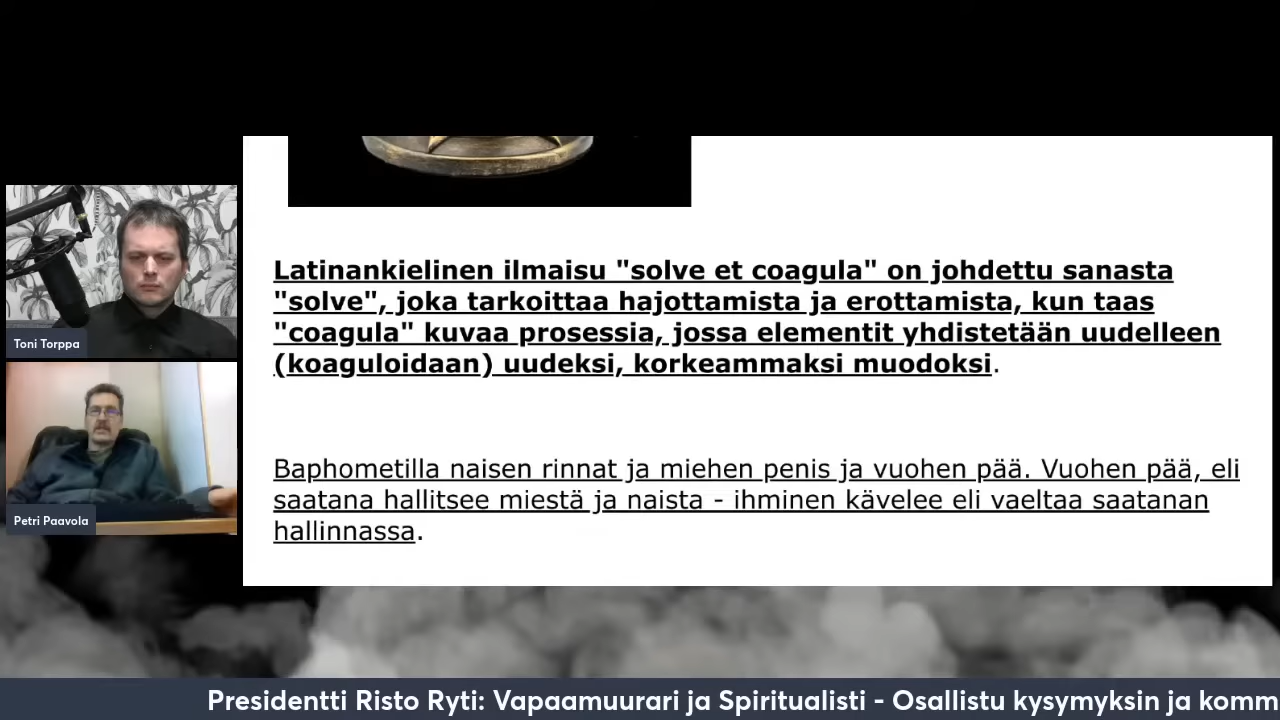 Latinankielinen ilmaisu "solve et coagula" on johdettu sanasta
"solve", joka tarkoittaa hajottamista ja erottamista, kun taas
"coagula" kuvaa prosessia, jossa elementit yhdistetään uudelleen
(koaguloidaan) uudeksi, korkeammaksi muodoksi.
Toni Torppa
Baphometilla naisen rinnat ja miehen penis ja vuohen pää. Vuohen pää, eli
saatana hallitsee miestä ja naista - ihminen kävelee eli vaeltaa saatanan
hallinnassa.
Petri Paavola
Presidentti Risto Ryti: Vapaamuurari ja Spiritualisti - Osallistu kysymyksin ja komm